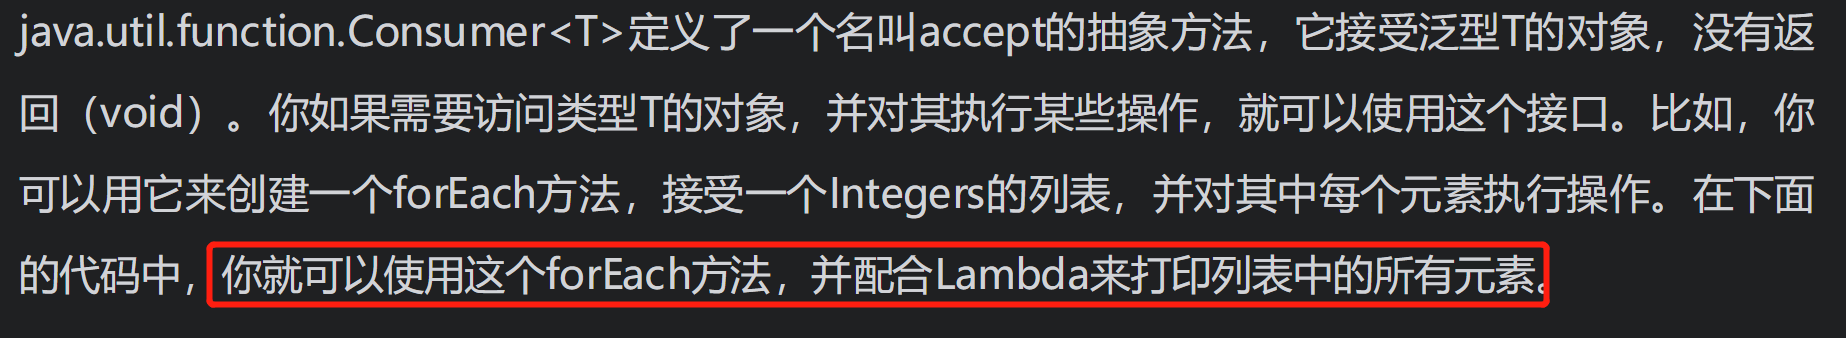 java.util.function.Consumer<T>定义了一个名叫accept的抽象方法，它接受泛型T的对象，没有返
回（void）。你如果需要访问类型T的对象，并对其执行某些操作，就可以使用这个接口。比如，你
可以用它来创建一个forEach方法，接受一个Integers的列表，并对其中每个元素执行操作。在下面
的代码中，你就可以使用这个forEach方法，并配合Lambda来打印列表中的所有元素。